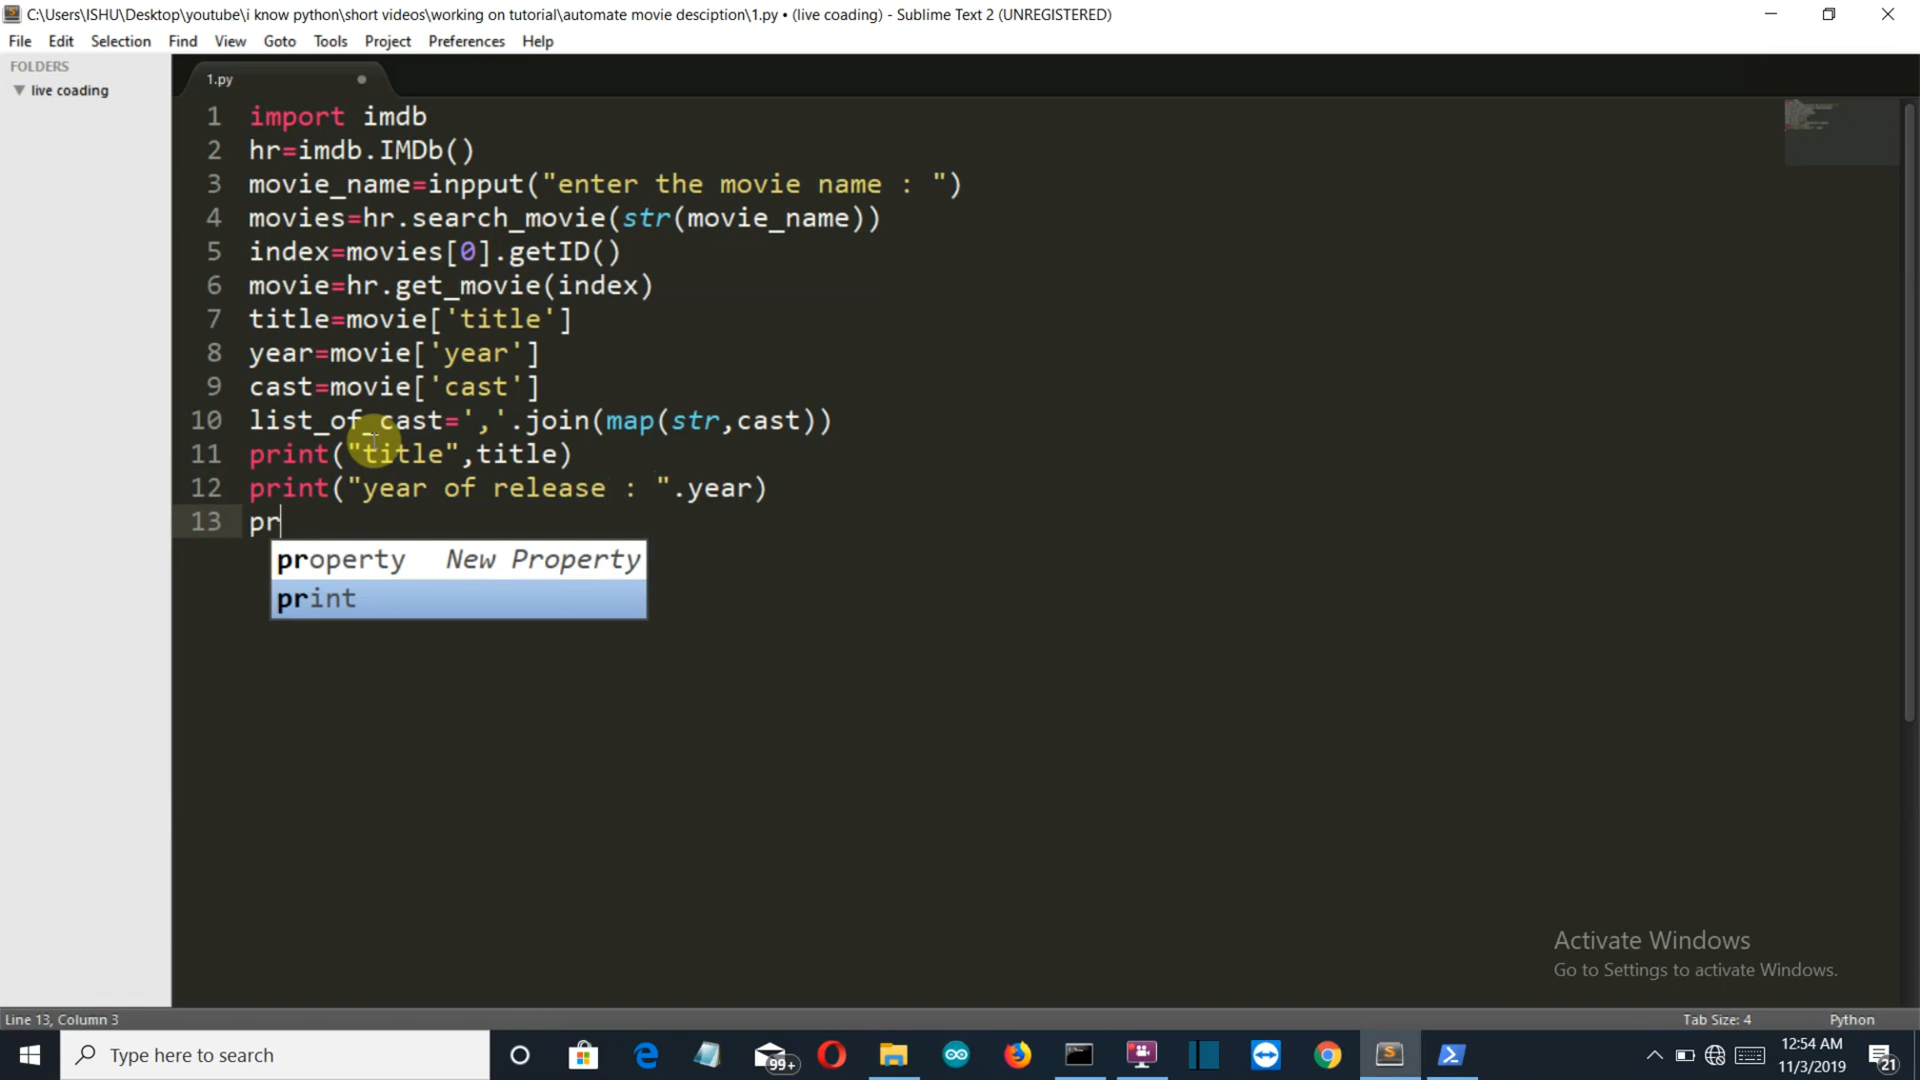 C:\Users\ISHU\Desktop\youtube\i know python\short videos\working on tutorial\automate movie desciption\1.py • (live coading) - Sublime Text 2 (UNREGISTERED)
File Edit Selection Find View Goto Tools Project Preferences Help
FOLDERS
live coading
1.py
1 import imdb
2 hr=imdb.IMDb()
3 movie_name=inpput("enter the movie name : ")
4 movies=hr.search_movie(str(movie_name))
5 index=movies[0].getID()
6 movie=hr.get_movie(index)
7 title=movie['title']
8 year=movie['year']
9 cast=movie['cast']
10 list_of_cast=','.join(map(str,cast))
11 print("title",title)
12 print("year of release : ".year)
13 pr
property New Property
print
Activate Windows
Go to Settings to activate Windows.
Line 13, Column 3 Tab Size: 4 Python
Type here to search
99+
12:54 AM
11/3/2019
21